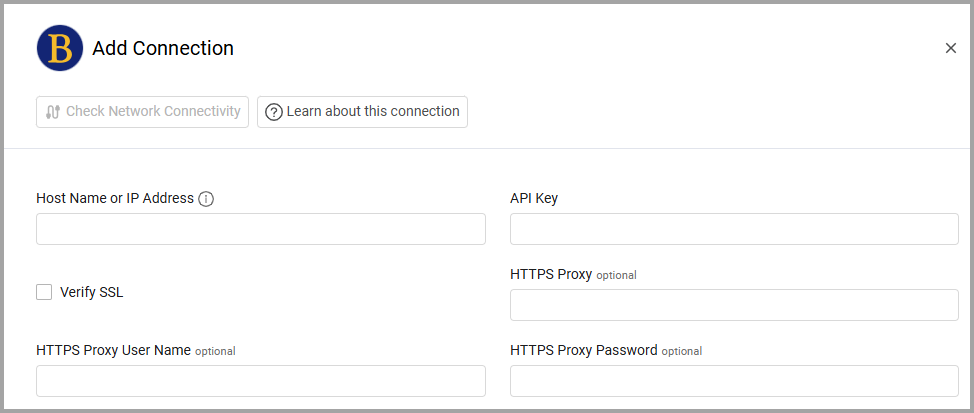 B Add Connection
Check Network Connectivity
Learn about this connection
Host Name or IP Address
API Key
HTTPS Proxy optional
Verify SSL
HTTPS Proxy User Name optional
HTTPS Proxy Password optional